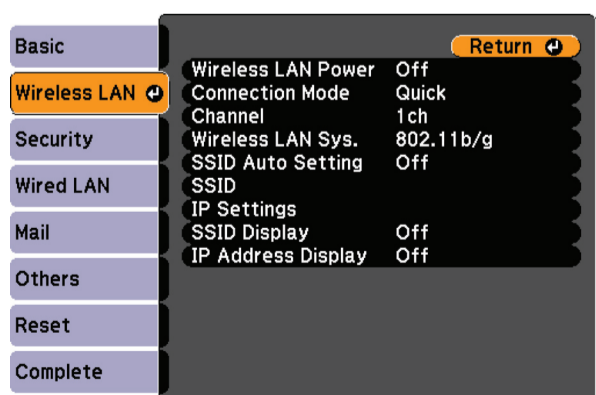 Basic
Wireless LAN
Security
Wired LAN
Mail
Others
Reset
Complete
Return
Wireless LAN Power Off
Connection Mode Quick
Channel 1ch
Wireless LAN Sys. 802.11b/g
SSID Auto Setting Off
SSID
IP Settings
SSID Display Off
IP Address Display Off